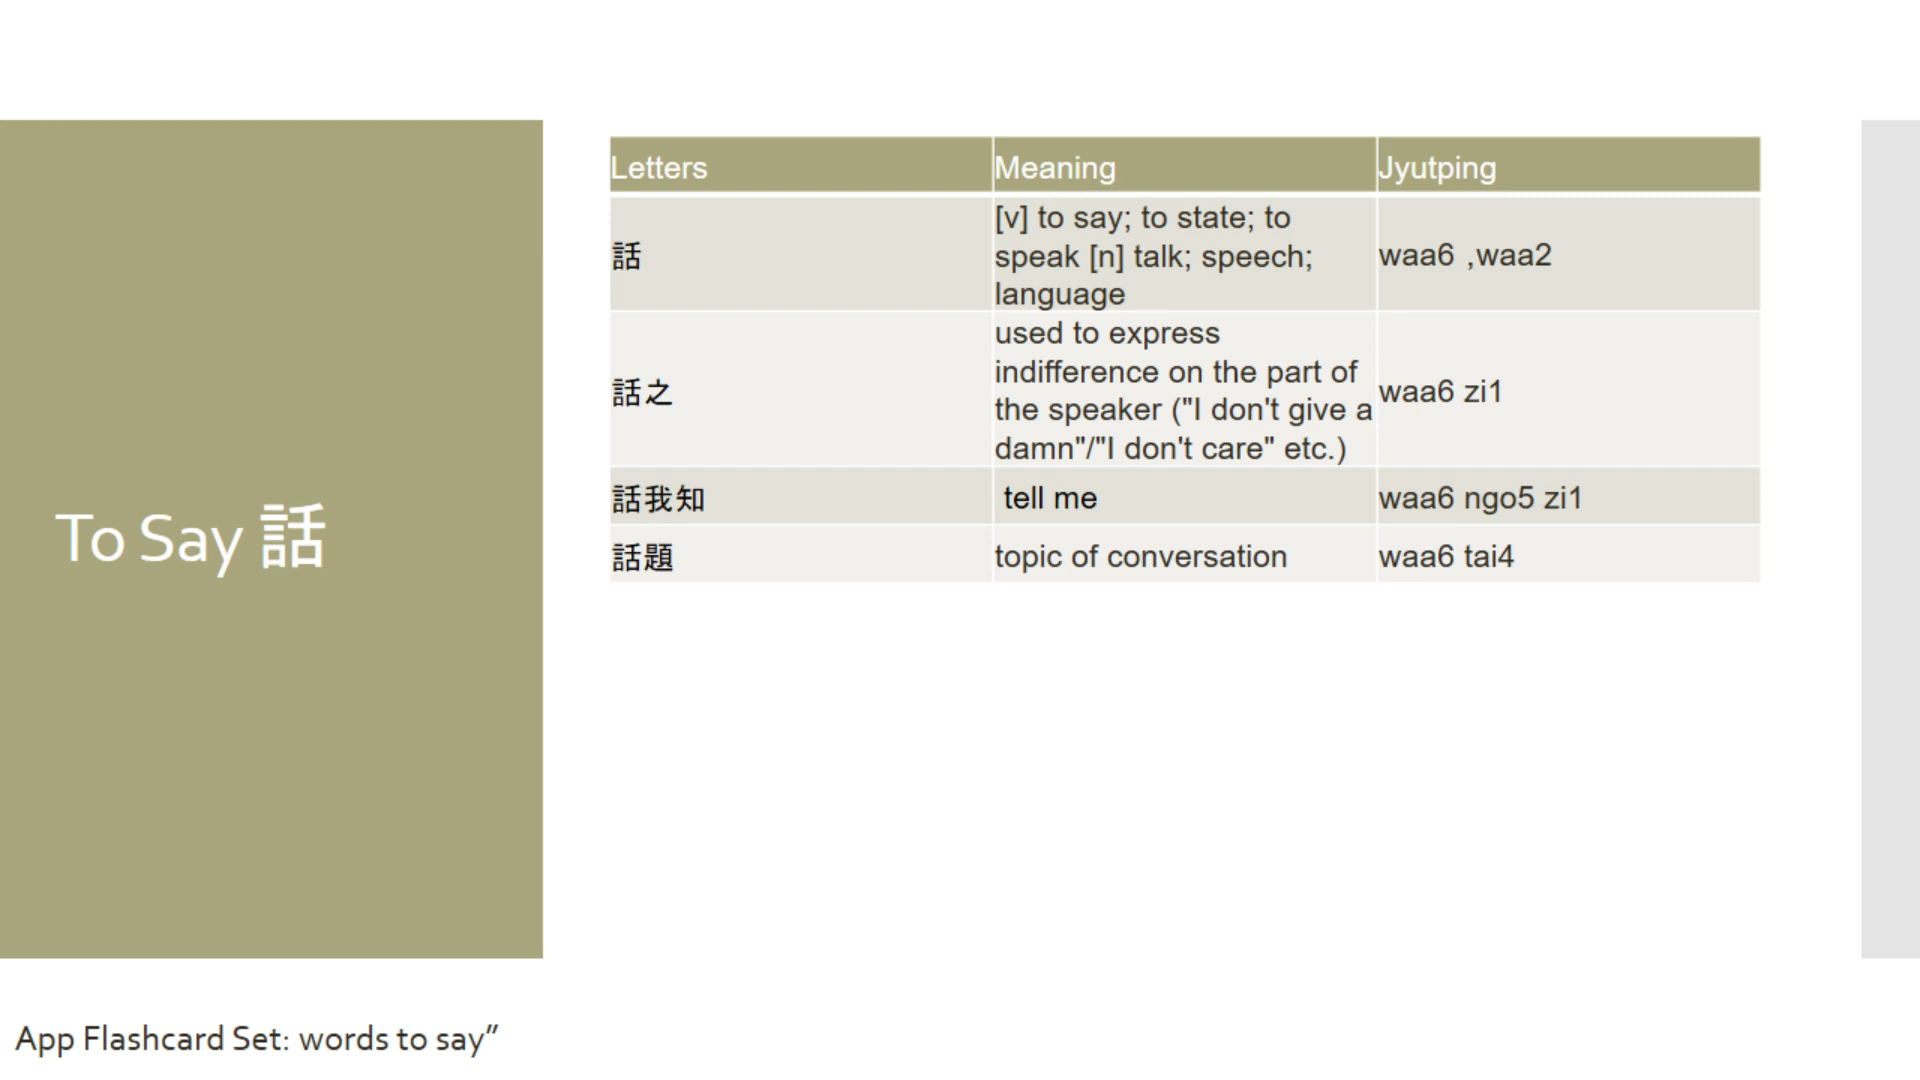 To Say 話
Letters Meaning Jyutping
話 [v] to say; to state; to speak [n] talk; speech; language waa6 ,waa2
話之 used to express indifference on the part of the speaker ("I don't give a damn"/"I don't care" etc.) waa6 zi1
話我知 tell me waa6 ngo5 zi1
話題 topic of conversation waa6 tai4
App Flashcard Set: words to say”